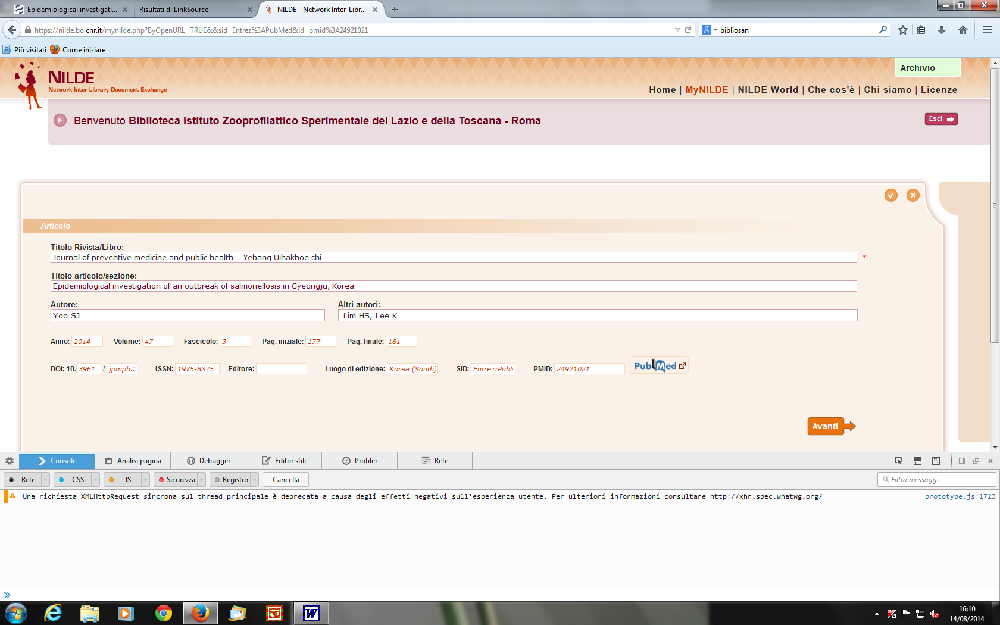 Epidemiological investigati...
Risultati di LinkSource
NILDE - Network Inter-Libr...
https://nilde.bo.cnr.it/mynilde.php?ByOpenURL=TRUE&&sid=Entrez%3APubMed&id=pmid%3A24921021
bibliosan
Più visitati
Come iniziare
Archivio
NILDE
Network Inter-Library Document Exchange
Home | MyNILDE | NILDE World | Che cos'è | Chi siamo | Licenze
Benvenuto Biblioteca Istituto Zooprofilattico Sperimentale del Lazio e della Toscana - Roma
Esci
Articolo
Titolo Rivista/Libro:
Journal of preventive medicine and public health = Yebang Uihakhoe chi
*
Titolo articolo/sezione:
Epidemiological investigation of an outbreak of salmonellosis in Gyeongju, Korea
Autore:
Altri autori:
Yoo SJ
Lim HS, Lee K
Anno: 2014 Volume: 47 Fascicolo: 3 Pag. iniziale: 177 Pag. finale: 181
DOI: 10. 3961 / jpmph.2 ISSN: 1975-8375 Editore: Luogo di edizione: Korea (South) SID: Entrez:PubM PMID: 24921021 PubMed
Avanti
Console Analisi pagina Debugger Editor stili Profiler Rete
Rete CSS JS Sicurezza Registro Cancella Filtra messaggi
Una richiesta XMLHttpRequest sincrona sul thread principale è deprecata a causa degli effetti negativi sull'esperienza utente. Per ulteriori informazioni consultare http://xhr.spec.whatwg.org/ prototype.js:1723
16:10
14/08/2014